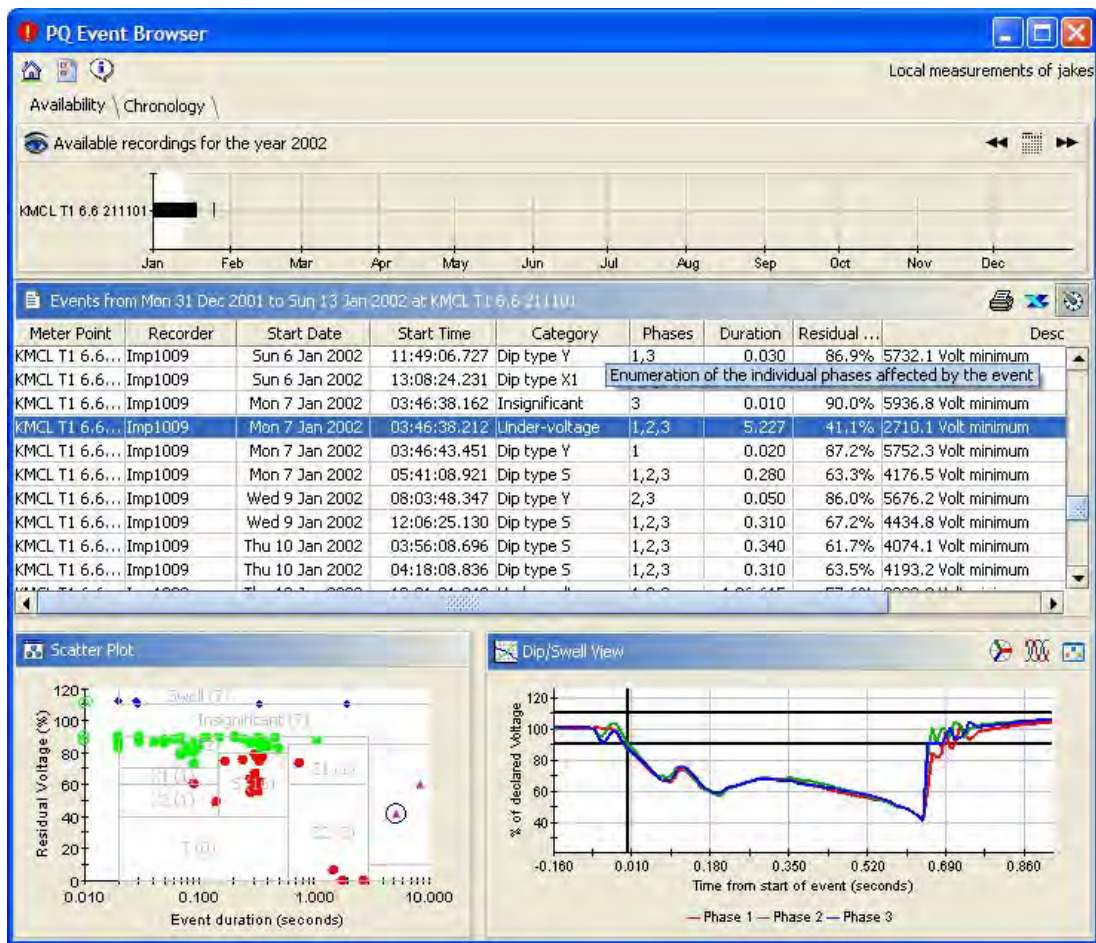 PQ Event Browser
Local measurements of jakes
Availability Chronology
Available recordings for the year 2002
KMCL T1 6.6 211101
Jan Feb Mar Apr May Jun Jul Aug Sep Oct Nov Dec
Events from Mon 31 Dec 2001 to Sun 13 Jan 2002 at KMCL T1 6.6 211101
Meter Point Recorder Start Date Start Time Category Phases Duration Residual ... Desc
KMCL T1 6.6... Imp1009 Sun 6 Jan 2002 11:49:06.727 Dip type Y 1,3 0.030 86.9% 5732.1 Volt minimum
KMCL T1 6.6... Imp1009 Sun 6 Jan 2002 13:08:24.231 Dip type X1
Enumeration of the individual phases affected by the event
KMCL T1 6.6... Imp1009 Mon 7 Jan 2002 03:46:38.162 Insignificant 3 0.010 90.0% 5936.8 Volt minimum
KMCL T1 6.6... Imp1009 Mon 7 Jan 2002 03:46:38.212 Under-voltage 1,2,3 5.227 41.1% 2710.1 Volt minimum
KMCL T1 6.6... Imp1009 Mon 7 Jan 2002 03:46:43.451 Dip type Y 1 0.020 87.2% 5752.3 Volt minimum
KMCL T1 6.6... Imp1009 Mon 7 Jan 2002 05:41:08.921 Dip type S 1,2,3 0.280 63.3% 4176.5 Volt minimum
KMCL T1 6.6... Imp1009 Wed 9 Jan 2002 08:03:48.347 Dip type Y 2,3 0.050 86.0% 5676.2 Volt minimum
KMCL T1 6.6... Imp1009 Wed 9 Jan 2002 12:06:25.130 Dip type S 1,2,3 0.310 67.2% 4434.8 Volt minimum
KMCL T1 6.6... Imp1009 Thu 10 Jan 2002 03:56:08.696 Dip type S 1,2,3 0.340 61.7% 4074.1 Volt minimum
KMCL T1 6.6... Imp1009 Thu 10 Jan 2002 04:18:08.836 Dip type S 1,2,3 0.310 63.5% 4193.2 Volt minimum
Scatter Plot
Residual Voltage (%)
120
100
80
60
40
20
0
Swell (7)
Insignificant (7)
0.010 0.100 1.000 10.000
Event duration (seconds)
Dip/Swell View
% of declared Voltage
120
100
80
60
40
-0.160 0.010 0.180 0.350 0.520 0.690 0.860
Time from start of event (seconds)
Phase 1 Phase 2 Phase 3